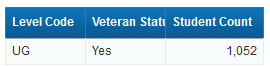 Level Code Veteran Statu Student Count
UG Yes 1,052